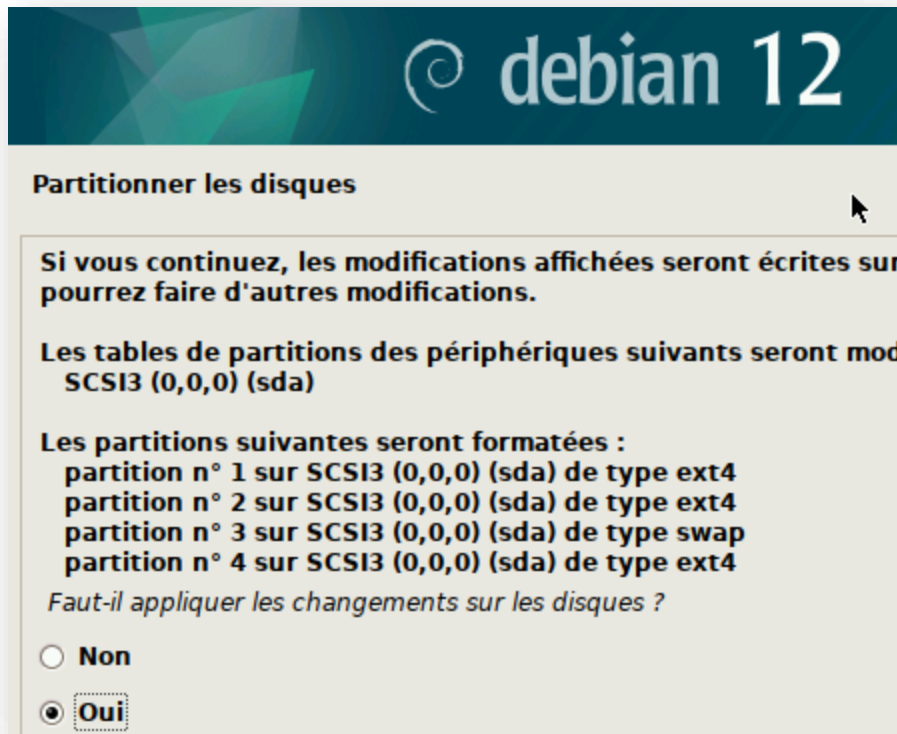 debian 12
Partitionner les disques
Si vous continuez, les modifications affichées seront écrites sur
pourrez faire d'autres modifications.
Les tables de partitions des périphériques suivants seront mod
SCSI3 (0,0,0) (sda)
Les partitions suivantes seront formatées :
partition n° 1 sur SCSI3 (0,0,0) (sda) de type ext4
partition n° 2 sur SCSI3 (0,0,0) (sda) de type ext4
partition n° 3 sur SCSI3 (0,0,0) (sda) de type swap
partition n° 4 sur SCSI3 (0,0,0) (sda) de type ext4
Faut-il appliquer les changements sur les disques ?
Non
Oui